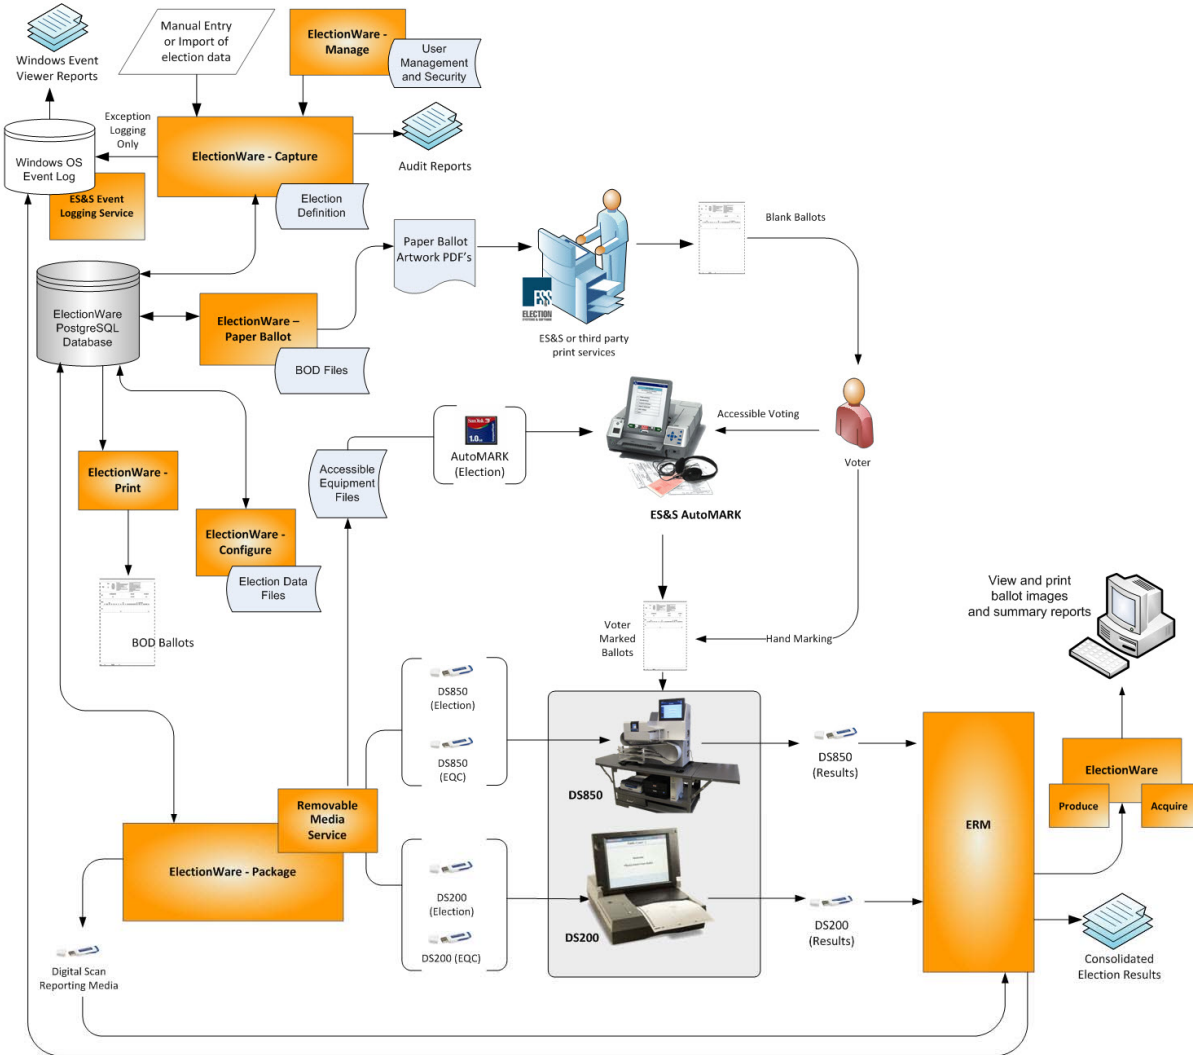 Manual Entry
or Import of
election data
ElectionWare -
Manage
User
Management
and Security
Windows Event
Viewer Reports
Exception
Logging
Only
Windows OS
Event Log
ES&S Event
Logging Service
ElectionWare - Capture
Election
Definition
Audit Reports
Paper Ballot
Artwork PDF's
ELECTION
ES&S or third party
print services
Blank Ballots
ElectionWare
PostgreSQL
Database
ElectionWare –
Paper Ballot
BOD Files
Accessible Voting
Voter
1.0
AutoMARK
(Election)
ES&S AutoMARK
Accessible
Equipment
Files
ElectionWare -
Print
ElectionWare -
Configure
Election Data
Files
BOD Ballots
Voter
Marked
Ballots
Hand Marking
View and print
ballot images
and summary reports
DS850
(Election)
DS850
(EQC)
DS850
DS850
(Results)
ElectionWare
Produce
Acquire
Removable
Media
Service
ElectionWare - Package
ERM
DS200
(Election)
DS200 (EQC)
DS200
DS200
(Results)
Consolidated
Election Results
Digital Scan
Reporting Media